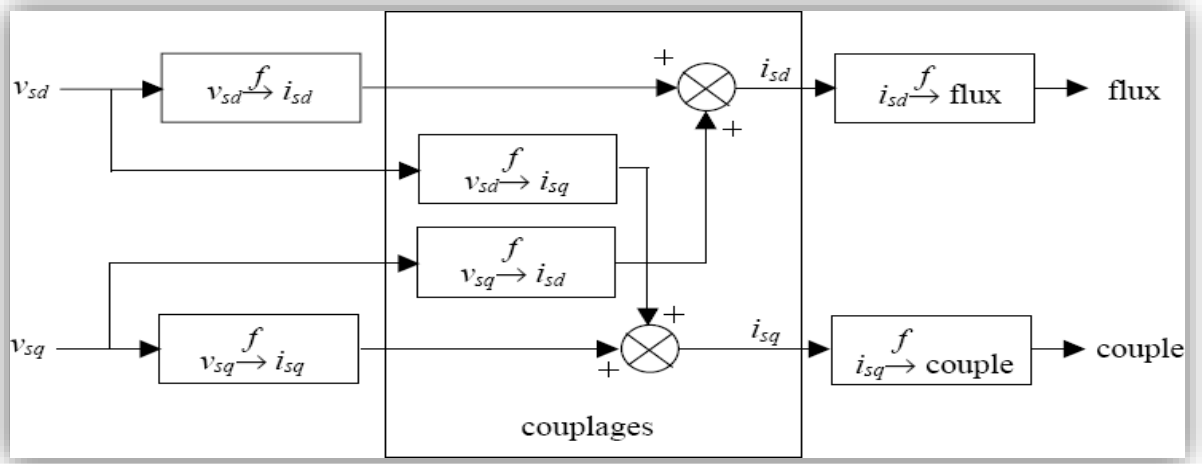 v_sd
f
v_sd → i_sd
+
i_sd
f
i_sd → flux
flux
+
f
v_sd → i_sq
f
v_sq → i_sd
v_sq
f
v_sq → i_sq
+
+
i_sq
f
i_sq → couple
couple
couplages